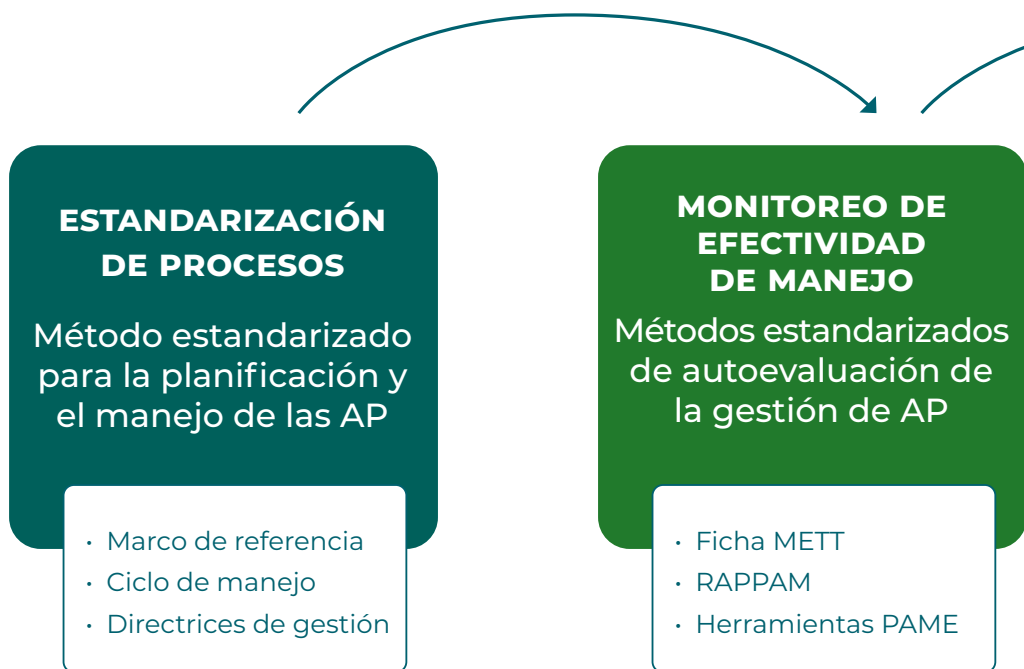 ESTANDARIZACIÓN
DE PROCESOS
Método estandarizado
para la planificación y
el manejo de las AP
· Marco de referencia
· Ciclo de manejo
· Directrices de gestión
MONITOREO DE
EFECTIVIDAD
DE MANEJO
Métodos estandarizados
de autoevaluación de
la gestión de AP
· Ficha METT
· RAPPAM
· Herramientas PAME